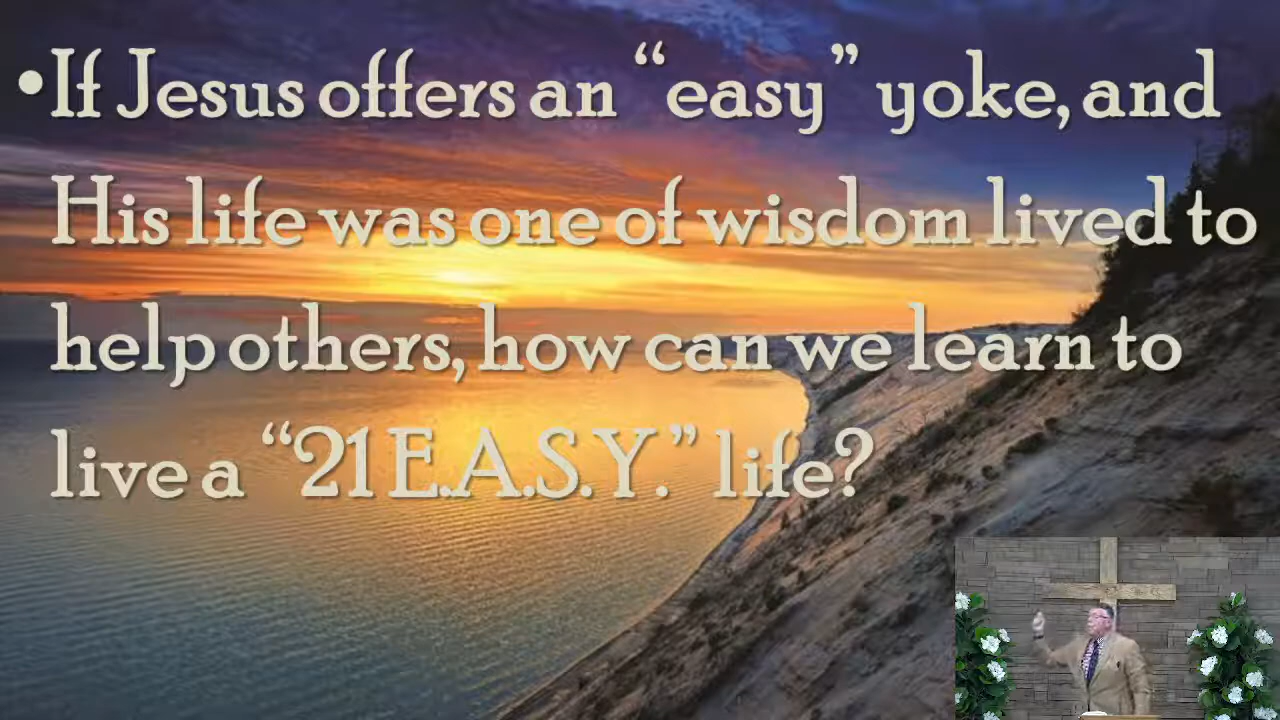 •If Jesus offers an “easy” yoke, and
His life was one of wisdom lived to
help others, how can we learn to
live a “21 E.A.S.Y.” life?